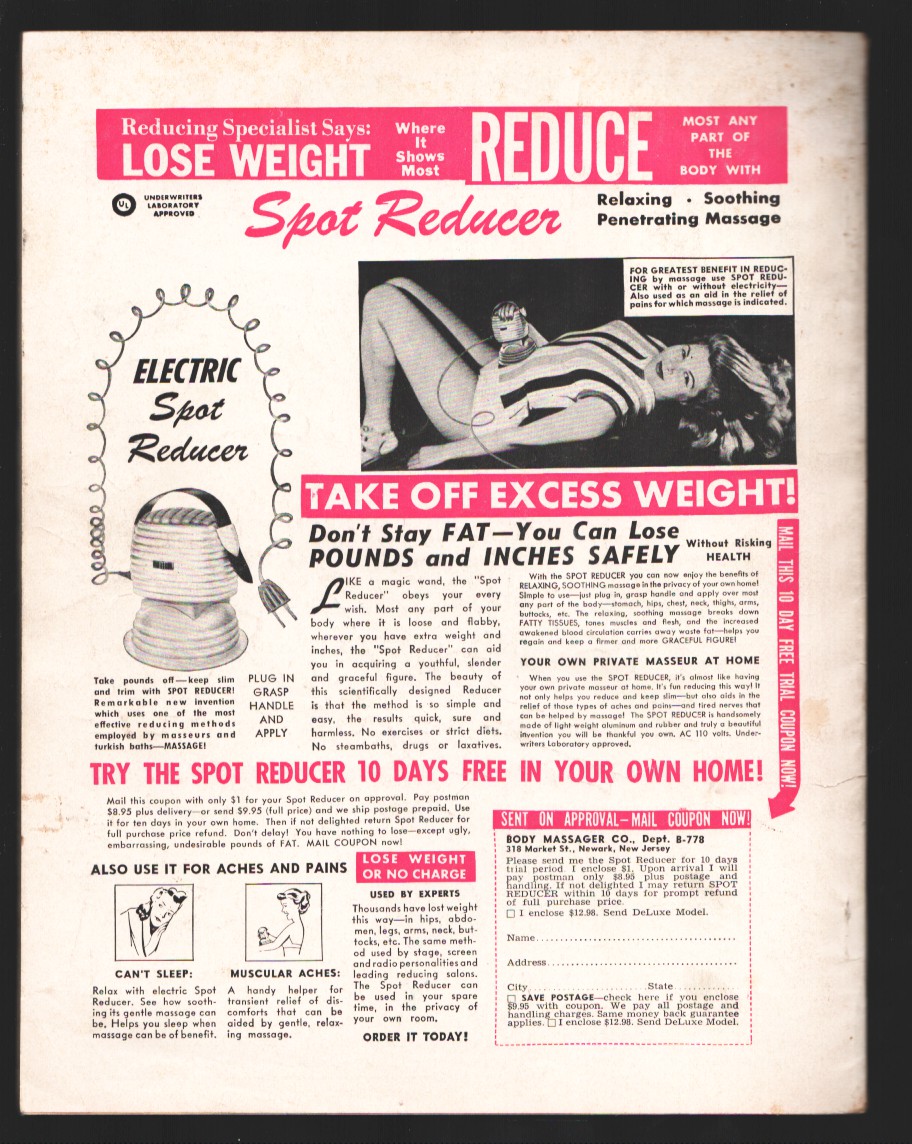 Reducing Specialist Says:
LOSE WEIGHT
Where
It
Shows
Most
REDUCE
MOST ANY
PART OF
THE
BODY WITH
UL
UNDERWRITERS
LABORATORY
APPROVED
Spot Reducer
Relaxing • Soothing
Penetrating Massage
FOR GREATEST BENEFIT IN REDUC-
ING by massage use SPOT REDU-
CER with or without electricity—
Also used as an aid in the relief of
pains for which massage is indicated.
ELECTRIC
Spot
Reducer
TAKE OFF EXCESS WEIGHT!
Don't Stay FAT—You Can Lose
POUNDS and INCHES SAFELY
Without Risking
HEALTH
LIKE a magic wand, the "Spot
Reducer" obeys your every
wish. Most any part of your
body where it is loose and flabby,
wherever you have extra weight and
inches, the "Spot Reducer" can aid
you in acquiring a youthful, slender
and graceful figure. The beauty of
this scientifically designed Reducer
is that the method is so simple and
easy, the results quick, sure and
harmless. No exercises or strict diets.
No steambaths, drugs or laxatives.
With the SPOT REDUCER you can now enjoy the benefits of
RELAXING, SOOTHING massage in the privacy of your own home!
Simple to use—just plug in, grasp handle and apply over most
any part of the body—stomach, hips, chest, neck, thighs, arms,
buttocks, etc. The relaxing, soothing massage breaks down
FATTY TISSUES, tones muscles and flesh, and the increased
awakened blood circulation carries away waste fat—helps you
regain and keep a firmer and more GRACEFUL FIGURE!
YOUR OWN PRIVATE MASSEUR AT HOME
When you use the SPOT REDUCER, it's almost like having
your own private masseur at home. It's fun reducing this way! It
not only helps you reduce and keep slim—but also aids in the
relief of those types of aches and pains—and tired nerves that
can be helped by massage! The SPOT REDUCER is handsomely
made of light weight aluminum and rubber and truly a beautiful
invention you will be thankful you own. AC 110 volts. Under-
writers Laboratory approved.
MAIL THIS 10 DAY FREE TRIAL COUPON NOW!
Take pounds off—keep slim
and trim with SPOT REDUCER!
Remarkable new invention
which uses one of the most
effective reducing methods
employed by masseurs and
turkish baths—MASSAGE!
PLUG IN
GRASP
HANDLE
AND
APPLY
TRY THE SPOT REDUCER 10 DAYS FREE IN YOUR OWN HOME!
Mail this coupon with only $1 for your Spot Reducer on approval. Pay postman
$8.95 plus delivery—or send $9.95 (full price) and we ship postage prepaid. Use
it for ten days in your own home. Then if not delighted return Spot Reducer for
full purchase price refund. Don't delay! You have nothing to lose—except ugly,
embarrassing, undesirable pounds of FAT. MAIL COUPON now!
ALSO USE IT FOR ACHES AND PAINS
CAN'T SLEEP:
Relax with electric Spot
Reducer. See how sooth-
ing its gentle massage can
be. Helps you sleep when
massage can be of benefit.
MUSCULAR ACHES:
A handy helper for
transient relief of dis-
comforts that can be
aided by gentle, relax-
ing massage.
LOSE WEIGHT
OR NO CHARGE
USED BY EXPERTS
Thousands have lost weight
this way—in hips, abdo-
men, legs, arms, neck, but-
tocks, etc. The same meth-
od used by stage, screen
and radio personalities and
leading reducing salons.
The Spot Reducer can
be used in your spare
time, in the privacy of
your own room.
ORDER IT TODAY!
SENT ON APPROVAL—MAIL COUPON NOW!
BODY MASSAGER CO., Dept. B-778
318 Market St., Newark, New Jersey
Please send me the Spot Reducer for 10 days
trial period. I enclose $1. Upon arrival I will
pay postman only $8.95 plus postage and
handling. If not delighted I may return SPOT
REDUCER within 10 days for prompt refund
of full purchase price.
☐ I enclose $12.98. Send DeLuxe Model.
Name........................................
Address.....................................
City........................State............
☐ SAVE POSTAGE—check here if you enclose
$9.95 with coupon. We pay all postage and
handling charges. Same money back guarantee
applies. ☐ I enclose $12.98. Send DeLuxe Model.